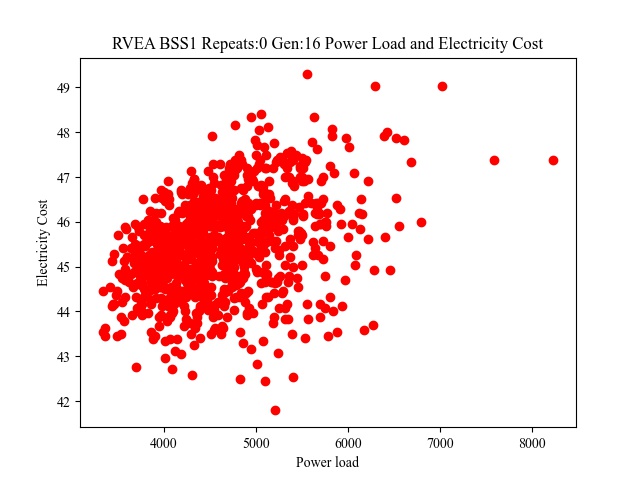 RVEA BSS1 Repeats:0 Gen:16 Power Load and Electricity Cost
49
48
47
46
45
44
43
42
Electricity Cost
4000 5000 6000 7000 8000
Power load